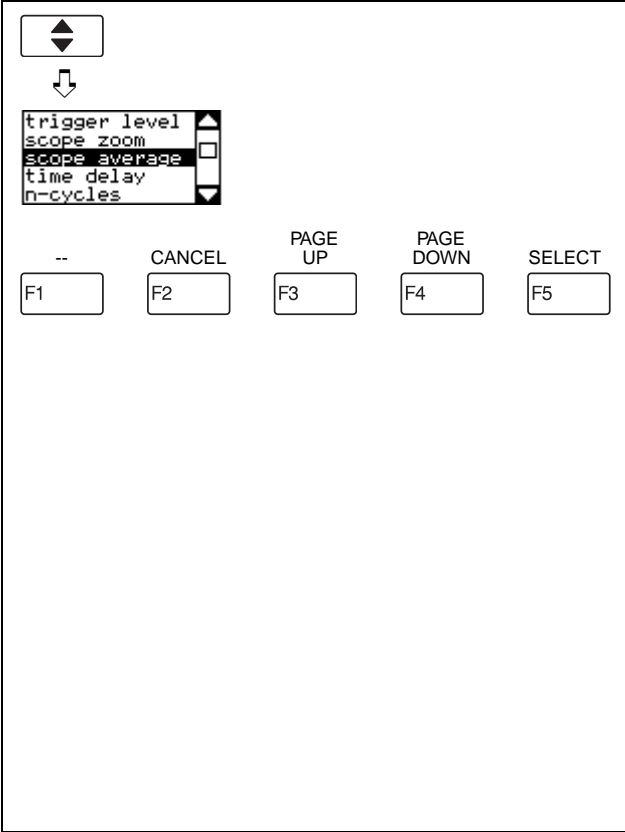 trigger level
scope zoom
scope average
time delay
n-cycles
-- CANCEL PAGE UP PAGE DOWN SELECT
F1 F2 F3 F4 F5